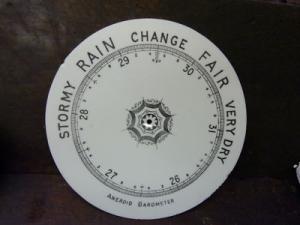 STORMY RAIN CHANGE FAIR VERY DRY
27 28 29 30 31 26
ANEROID BAROMETER